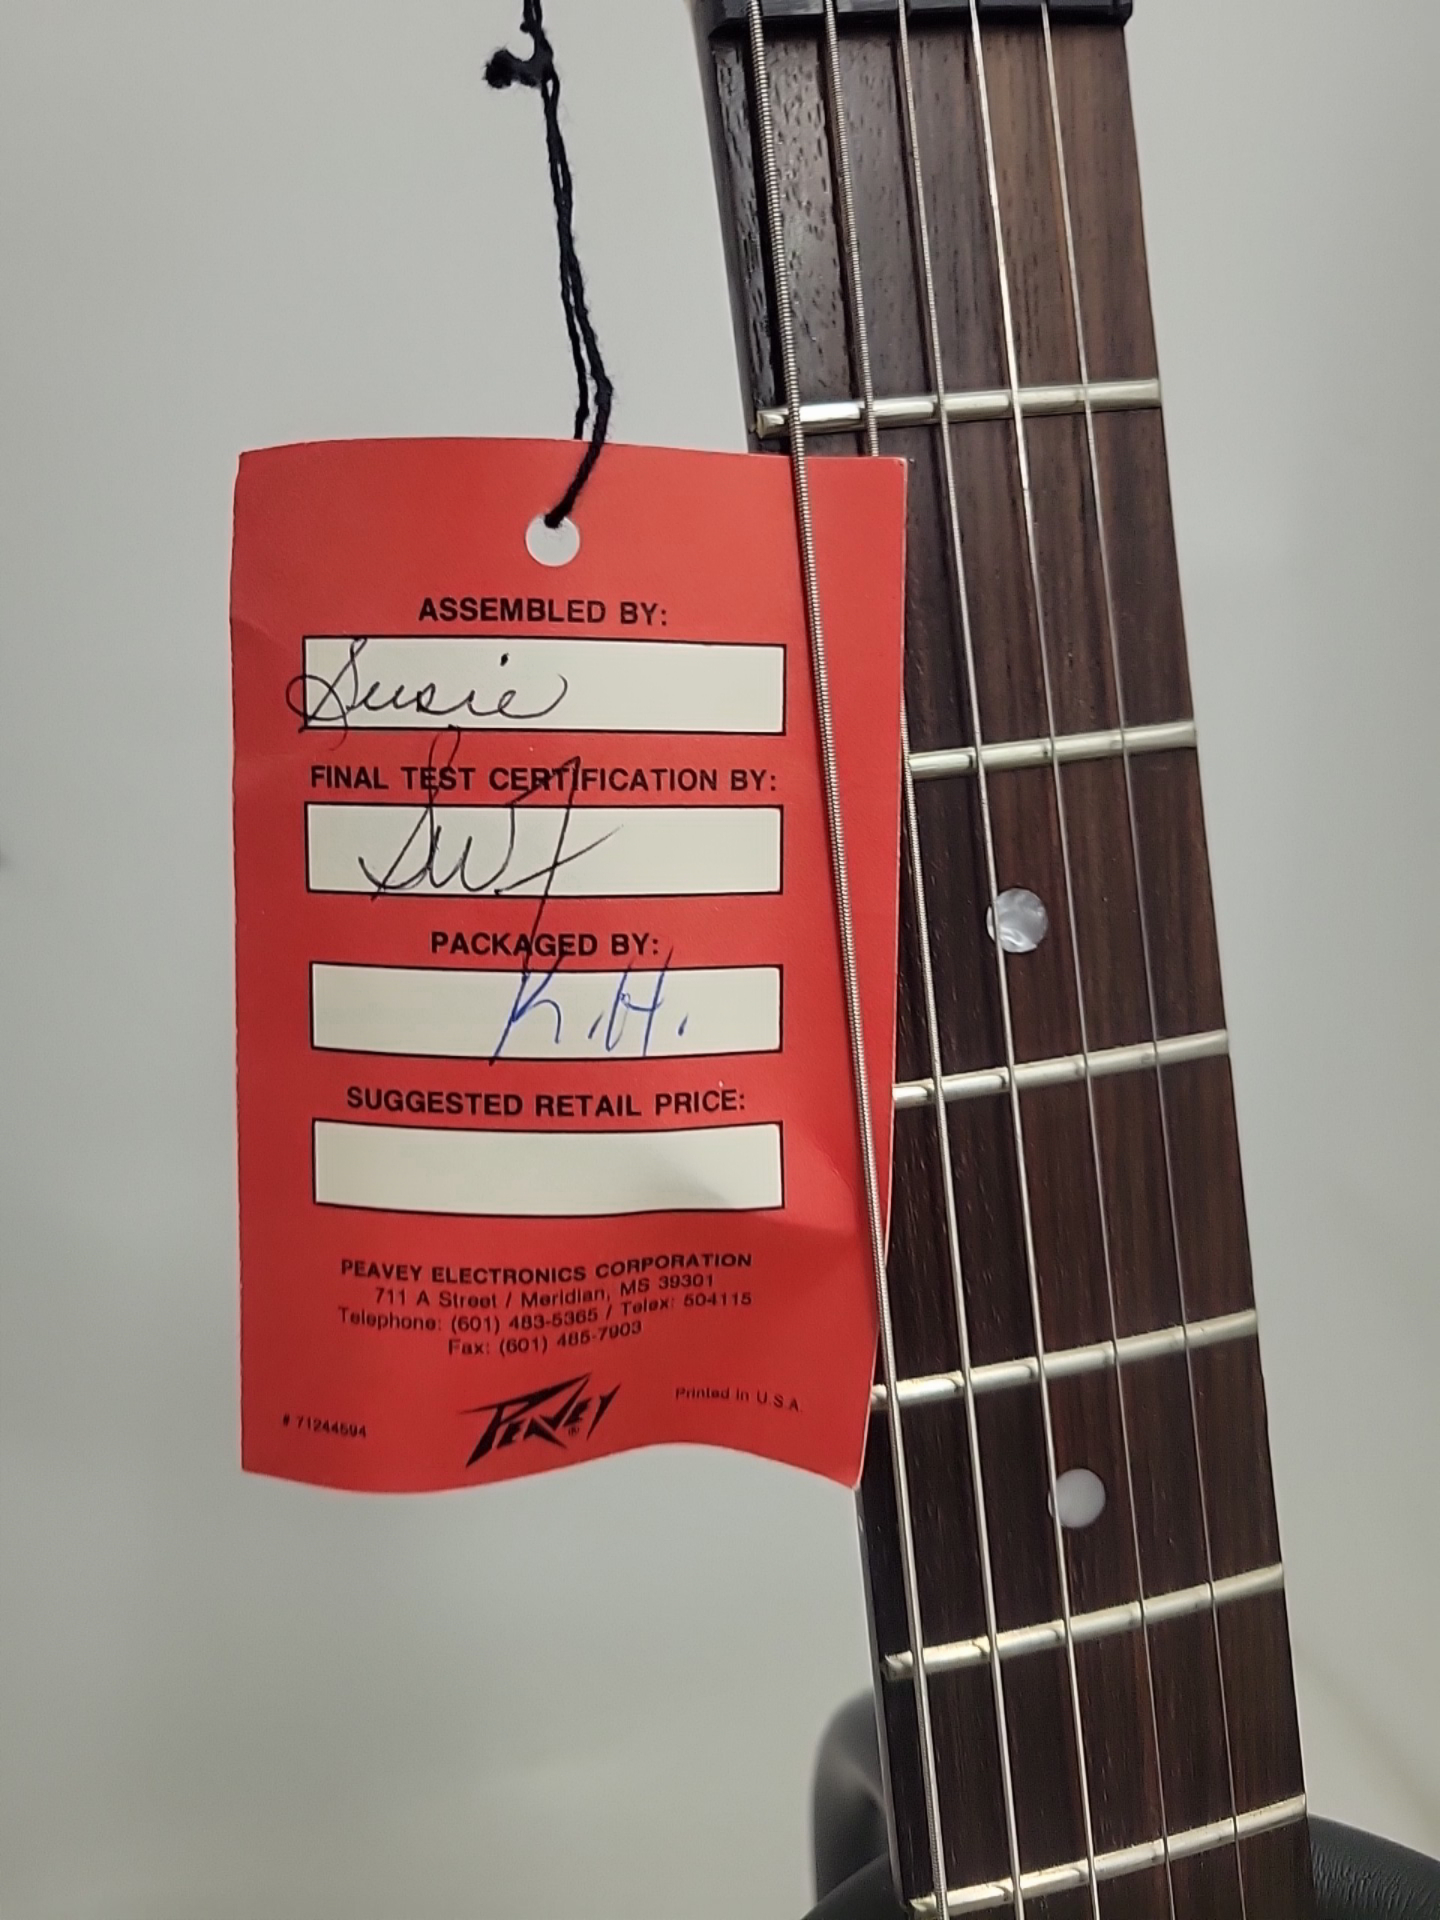 ASSEMBLED BY:
Susie
FINAL TEST CERTIFICATION BY:
PACKAGED BY:
K.H.
SUGGESTED RETAIL PRICE:
PEAVEY ELECTRONICS CORPORATION
711 A Street / Meridian, MS 39301
Telephone: (601) 483-5365 / Telex: 504115
Fax: (601) 485-7903
# 71244594
PEAVEY®
Printed in U.S.A.